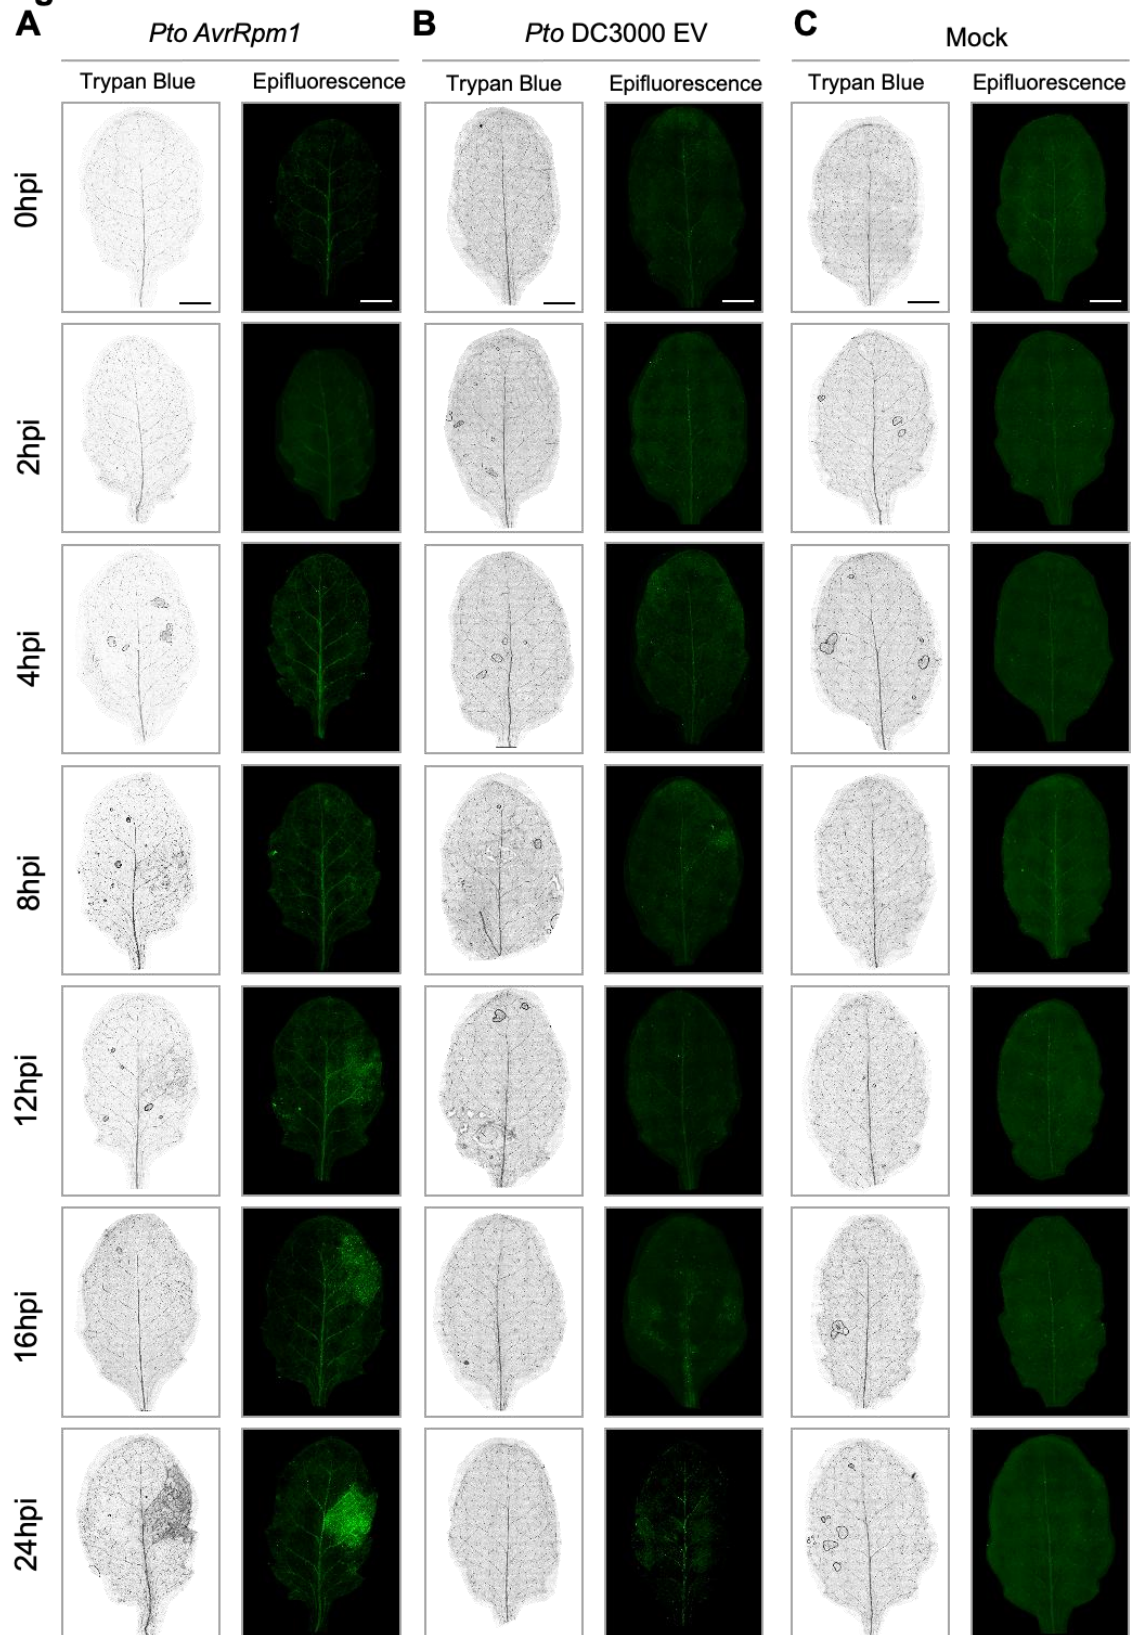 A Pto AvrRpm1 B Pto DC3000 EV C Mock
Trypan Blue Epifluorescence Trypan Blue Epifluorescence Trypan Blue Epifluorescence
0hpi
2hpi
4hpi
8hpi
12hpi
16hpi
24hpi